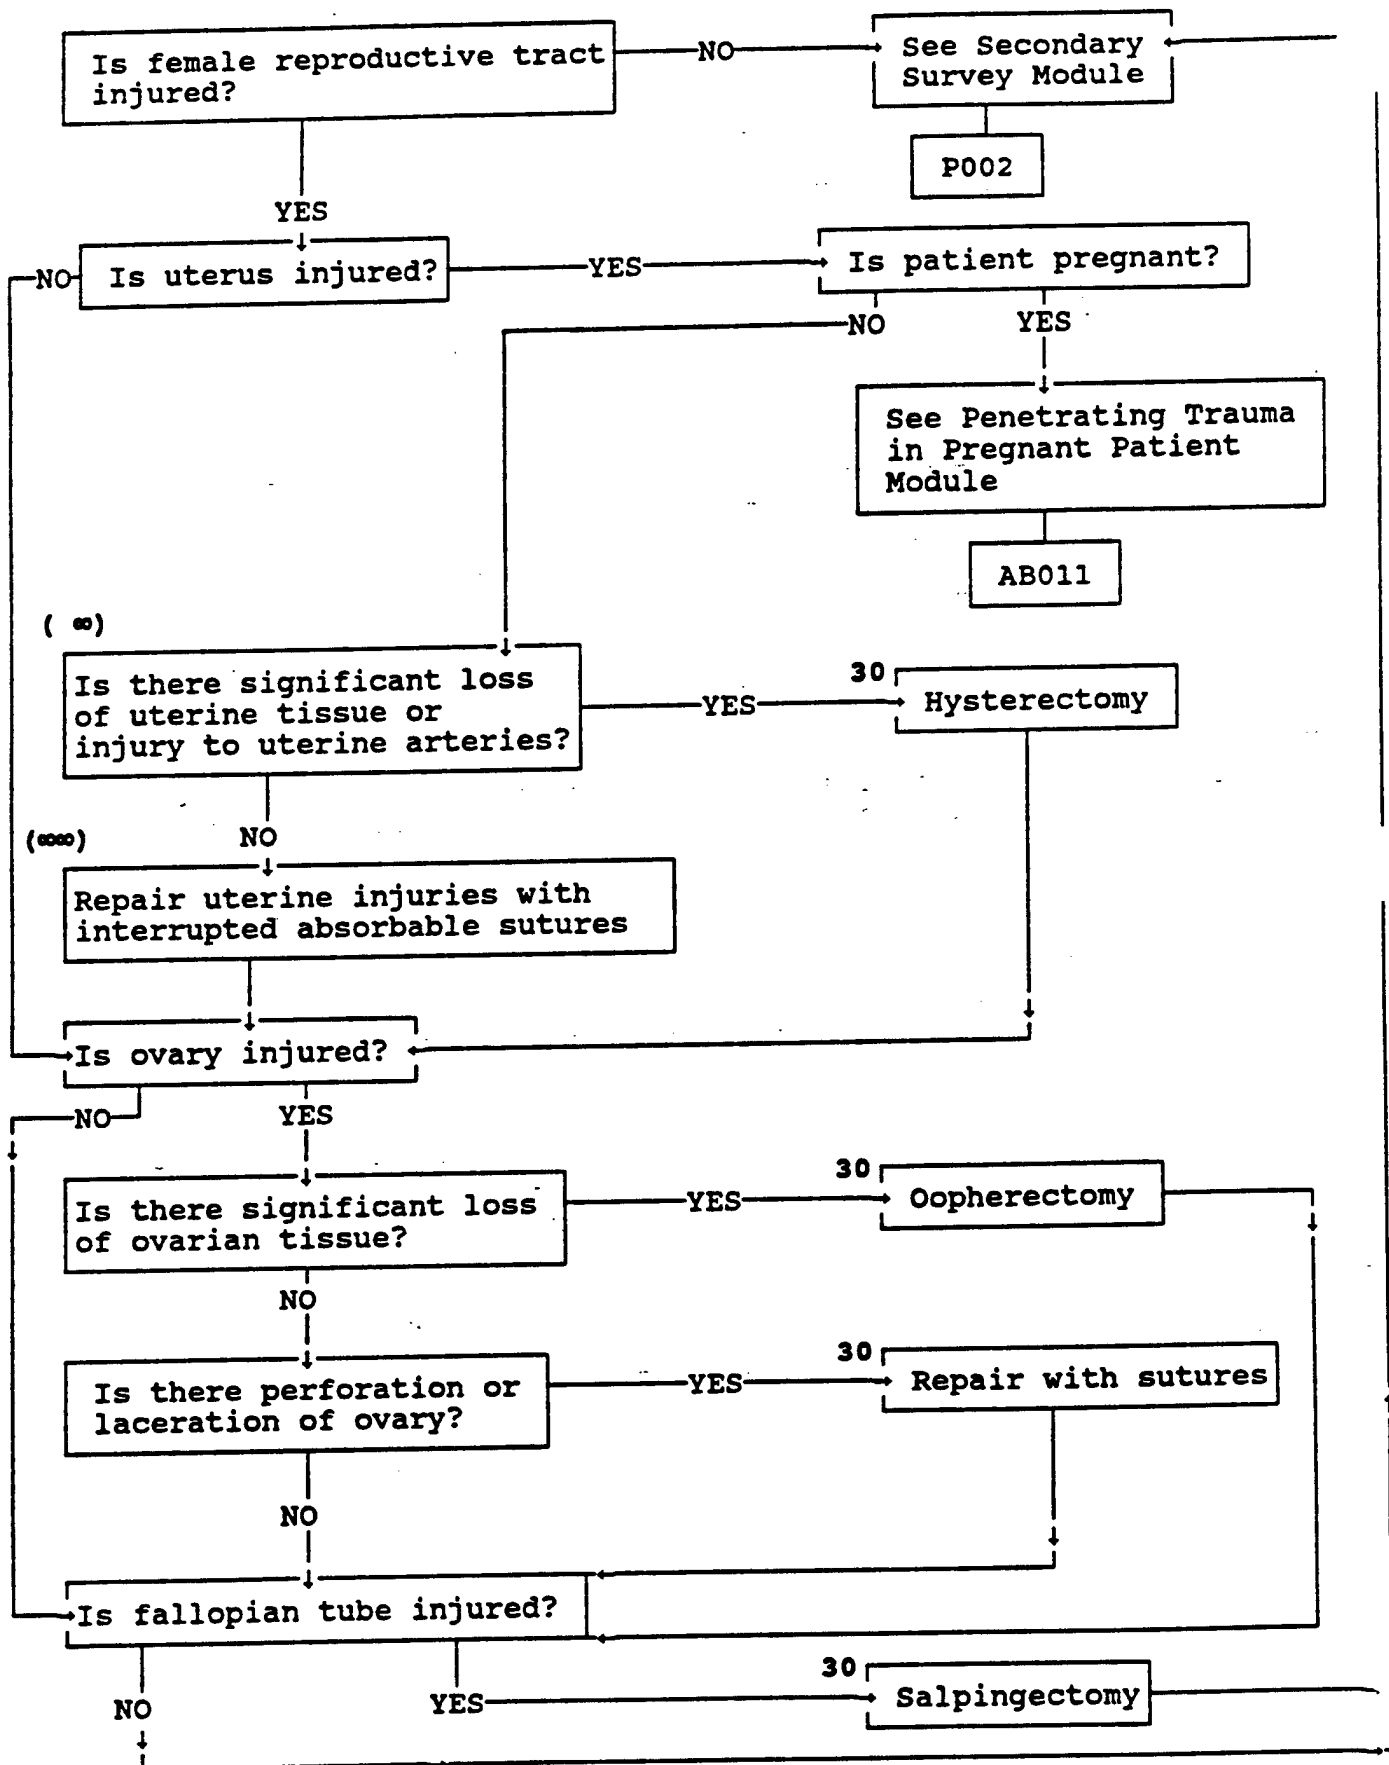 Is female reproductive tract
injured?
NO
See Secondary
Survey Module
P002
YES
Is uterus injured?
NO
YES
Is patient pregnant?
NO
YES
See Penetrating Trauma
in Pregnant Patient
Module
AB011
( ∞)
Is there significant loss
of uterine tissue or
injury to uterine arteries?
YES
30
Hysterectomy
(∞∞)
NO
Repair uterine injuries with
interrupted absorbable sutures
Is ovary injured?
NO
YES
Is there significant loss
of ovarian tissue?
YES
30
Oopherectomy
NO
Is there perforation or
laceration of ovary?
YES
30
Repair with sutures
NO
Is fallopian tube injured?
NO
YES
30
Salpingectomy